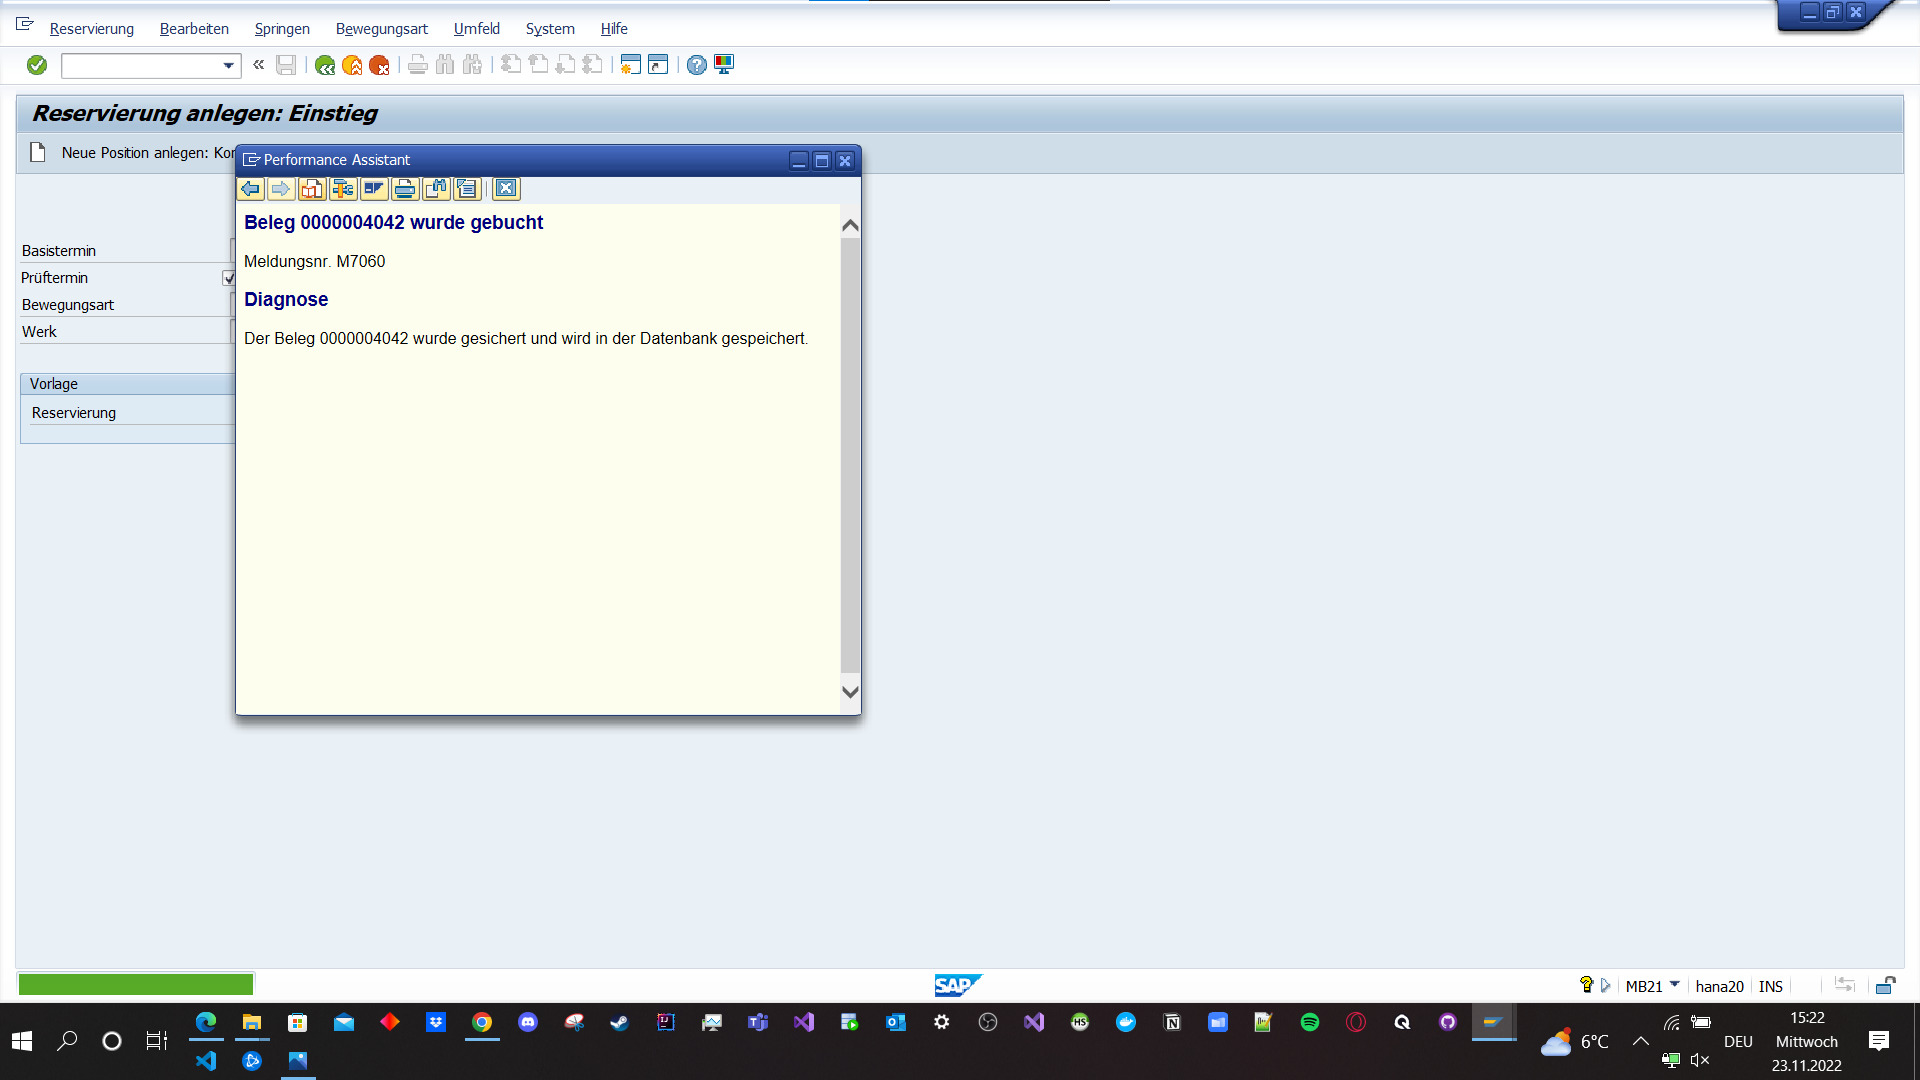 Reservierung Bearbeiten Springen Bewegungsart Umfeld System Hilfe
Reservierung anlegen: Einstieg
Neue Position anlegen: Kor
Performance Assistant
Beleg 0000004042 wurde gebucht
Meldungsnr. M7060
Diagnose
Der Beleg 0000004042 wurde gesichert und wird in der Datenbank gespeichert.
Basistermin
Prüftermin
Bewegungsart
Werk
Vorlage
Reservierung
SAP
MB21 hana20 INS
6°C
DEU
15:22
Mittwoch
23.11.2022